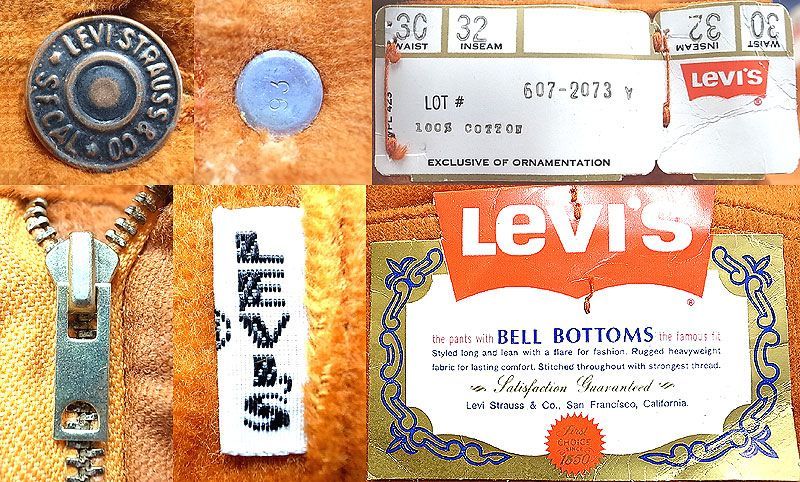 LEVI STRAUSS & CO
S.F. CAL
93
30 32
WAIST INSEAM
30 32
WAIST INSEAM
LEVI'S
®
LOT # 607-2073
100% COTTON
EXCLUSIVE OF ORNAMENTATION
LEVI'S
®
LEVI'S
®
the pants with BELL BOTTOMS the famous fit
Styled long and lean with a flare for fashion. Rugged heavyweight
fabric for lasting comfort. Stitched throughout with strongest thread.
Satisfaction Guaranteed
Levi Strauss & Co., San Francisco, California.
First
CHOICE
SINCE
1850